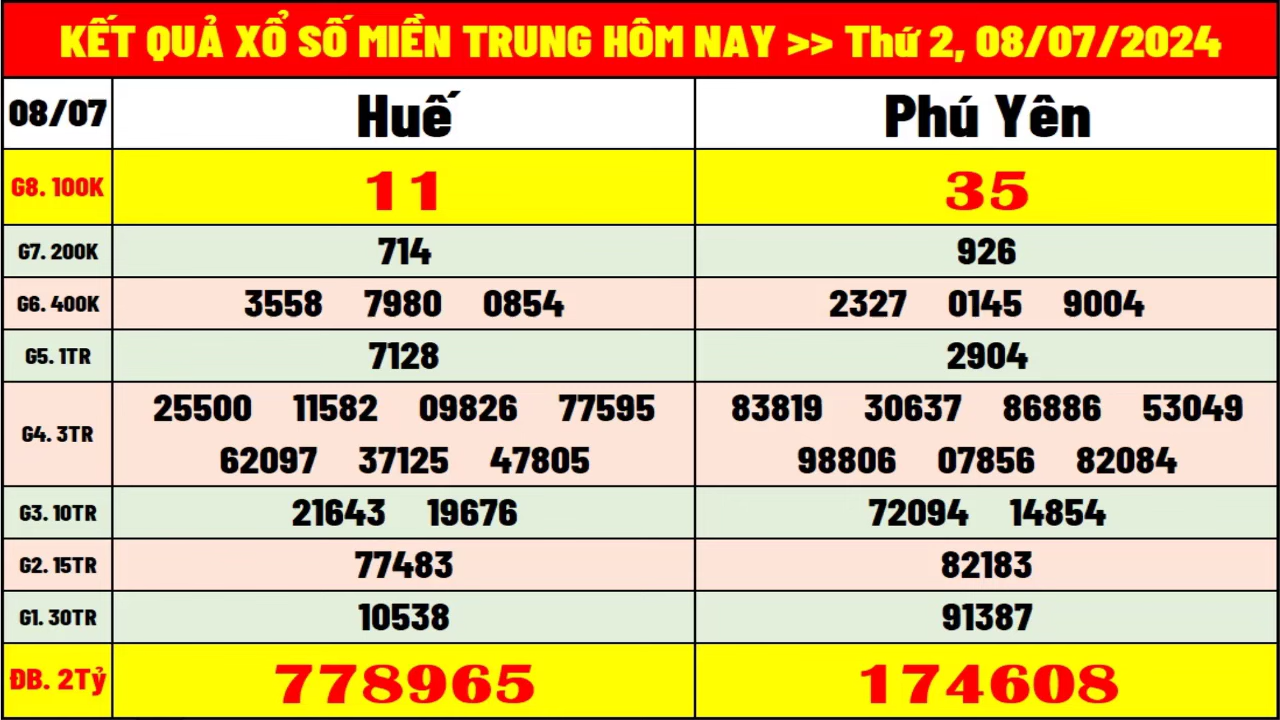 KẾT QUẢ XỔ SỐ MIỀN TRUNG HÔM NAY >> Thứ 2, 08/07/2024
08/07 Huế Phú Yên
G8. 100K 11 35
G7. 200K 714 926
G6. 400K 3558 7980 0854 2327 0145 9004
G5. 1TR 7128 2904
25500 11582 09826 77595 83819 30637 86886 53049
G4. 3TR
62097 37125 47805 98806 07856 82084
G3. 10TR 21643 19676 72094 14854
G2. 15TR 77483 82183
G1. 30TR 10538 91387
ĐB. 2Tỷ 778965 174608